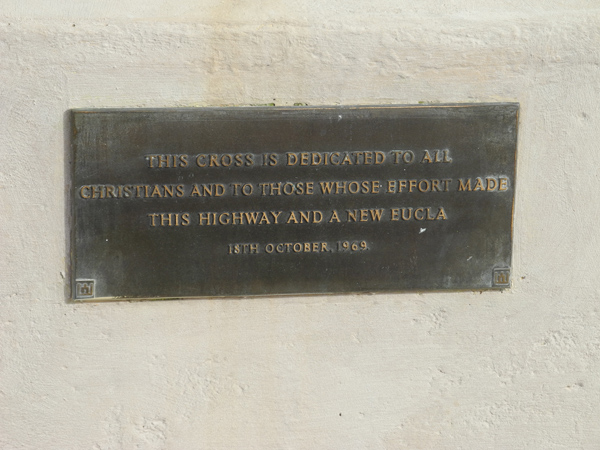 THIS CROSS IS DEDICATED TO ALL
CHRISTIANS AND TO THOSE WHOSE EFFORT MADE
THIS HIGHWAY AND A NEW EUCLA
18TH OCTOBER, 1969